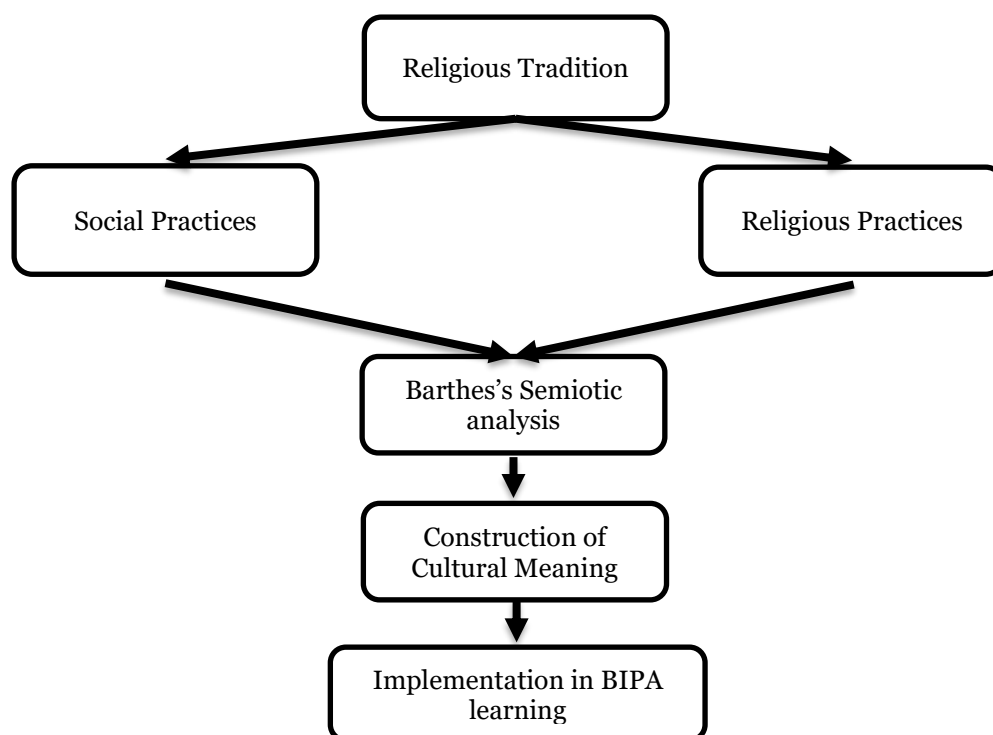 Religious Tradition
Social Practices
Religious Practices
Barthes’s Semiotic
analysis
Construction of
Cultural Meaning
Implementation in BIPA
learning